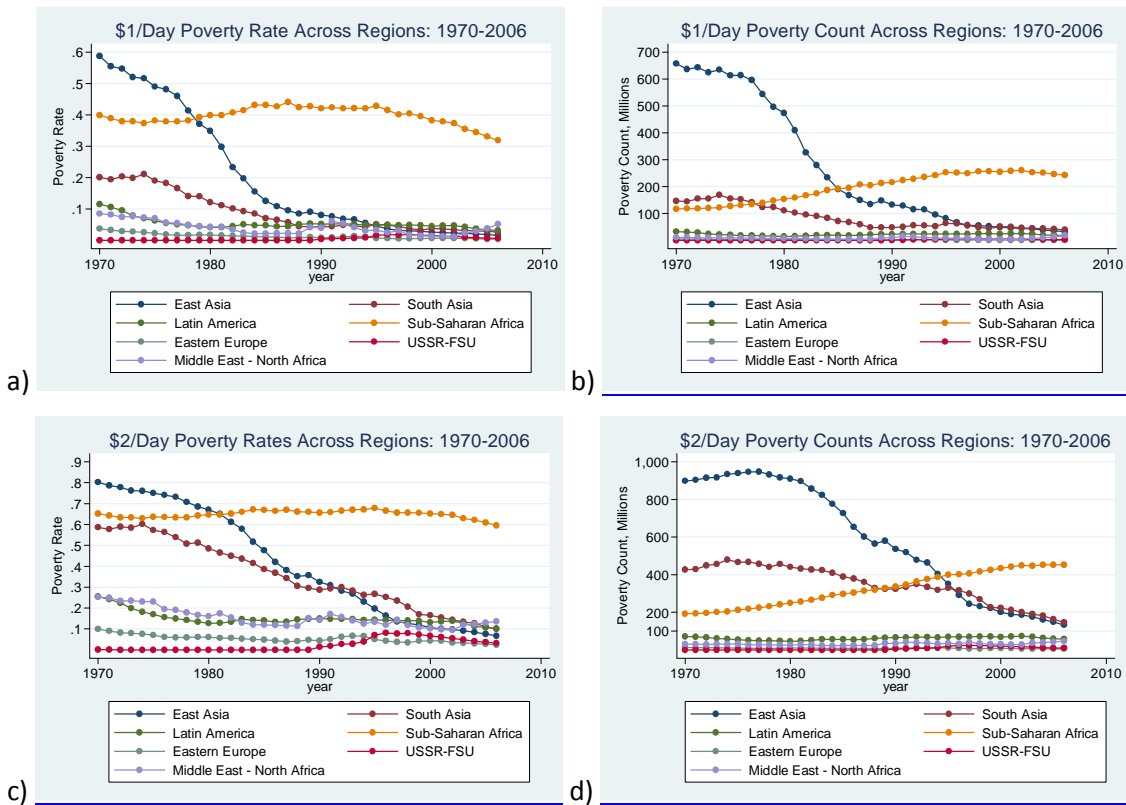 $1/Day Poverty Rate Across Regions: 1970-2006
.6
.5
.4
.3
.2
.1
Poverty Rate
1970 1980 1990 2000 2010
year
East Asia South Asia
Latin America Sub-Saharan Africa
Eastern Europe USSR-FSU
Middle East - North Africa
a)
$1/Day Poverty Count Across Regions: 1970-2006
700
600
500
400
300
200
100
Poverty Count, Millions
1970 1980 1990 2000 2010
year
East Asia South Asia
Latin America Sub-Saharan Africa
Eastern Europe USSR-FSU
Middle East - North Africa
b)
$2/Day Poverty Rates Across Regions: 1970-2006
.9
.8
.7
.6
.5
.4
.3
.2
.1
Poverty Rate
1970 1980 1990 2000 2010
year
East Asia South Asia
Latin America Sub-Saharan Africa
Eastern Europe USSR-FSU
Middle East - North Africa
c)
$2/Day Poverty Counts Across Regions: 1970-2006
1,000
800
600
400
200
100
Poverty Count, Millions
1970 1980 1990 2000 2010
year
East Asia South Asia
Latin America Sub-Saharan Africa
Eastern Europe USSR-FSU
Middle East - North Africa
d)